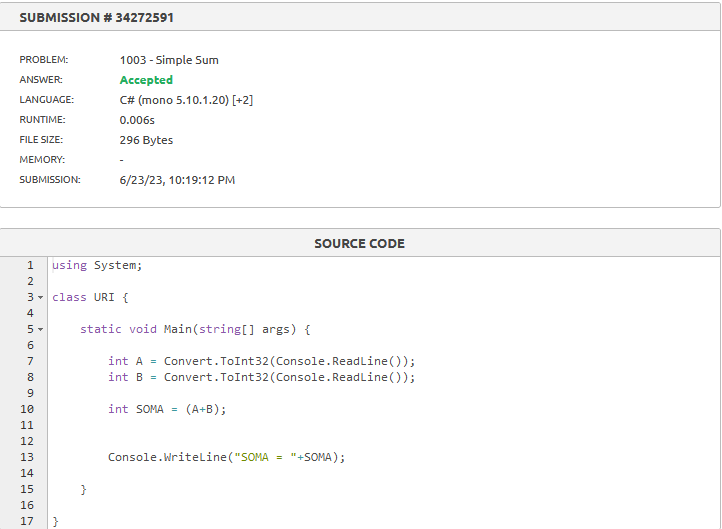 SUBMISSION # 34272591
PROBLEM: 1003 - Simple Sum
ANSWER: Accepted
LANGUAGE: C# (mono 5.10.1.20) [+2]
RUNTIME: 0.006s
FILE SIZE: 296 Bytes
MEMORY: -
SUBMISSION: 6/23/23, 10:19:12 PM
SOURCE CODE
1 using System;
2
3 class URI {
4
5     static void Main(string[] args) {
6
7         int A = Convert.ToInt32(Console.ReadLine());
8         int B = Convert.ToInt32(Console.ReadLine());
9
10         int SOMA = (A+B);
11
12
13         Console.WriteLine("SOMA = "+SOMA);
14
15     }
16
17 }